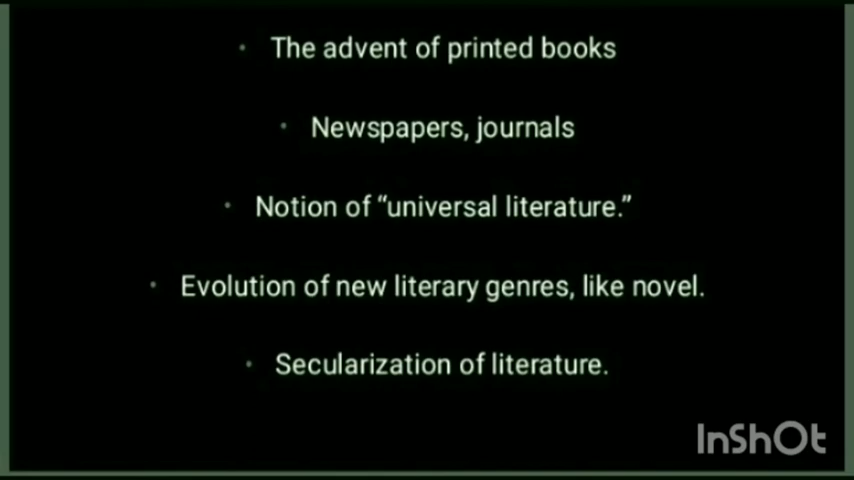 • The advent of printed books
• Newspapers, journals
• Notion of “universal literature.”
• Evolution of new literary genres, like novel.
• Secularization of literature.
InShOt